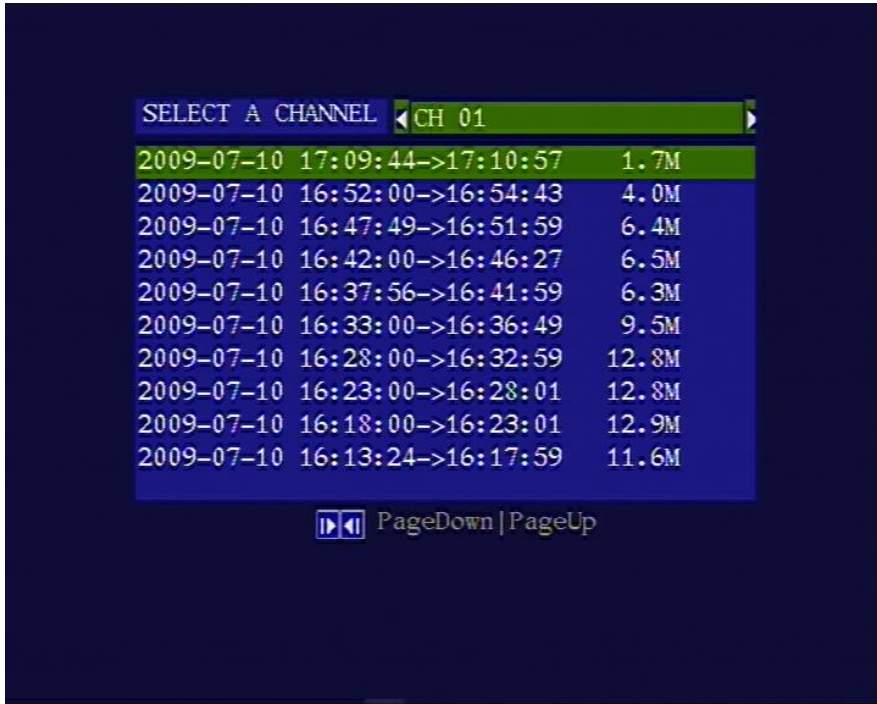 SELECT A CHANNEL CH 01
2009-07-10 17:09:44->17:10:57 1.7M
2009-07-10 16:52:00->16:54:43 4.0M
2009-07-10 16:47:49->16:51:59 6.4M
2009-07-10 16:42:00->16:46:27 6.5M
2009-07-10 16:37:56->16:41:59 6.3M
2009-07-10 16:33:00->16:36:49 9.5M
2009-07-10 16:28:00->16:32:59 12.8M
2009-07-10 16:23:00->16:28:01 12.8M
2009-07-10 16:18:00->16:23:01 12.9M
2009-07-10 16:13:24->16:17:59 11.6M
PageDown|PageUp